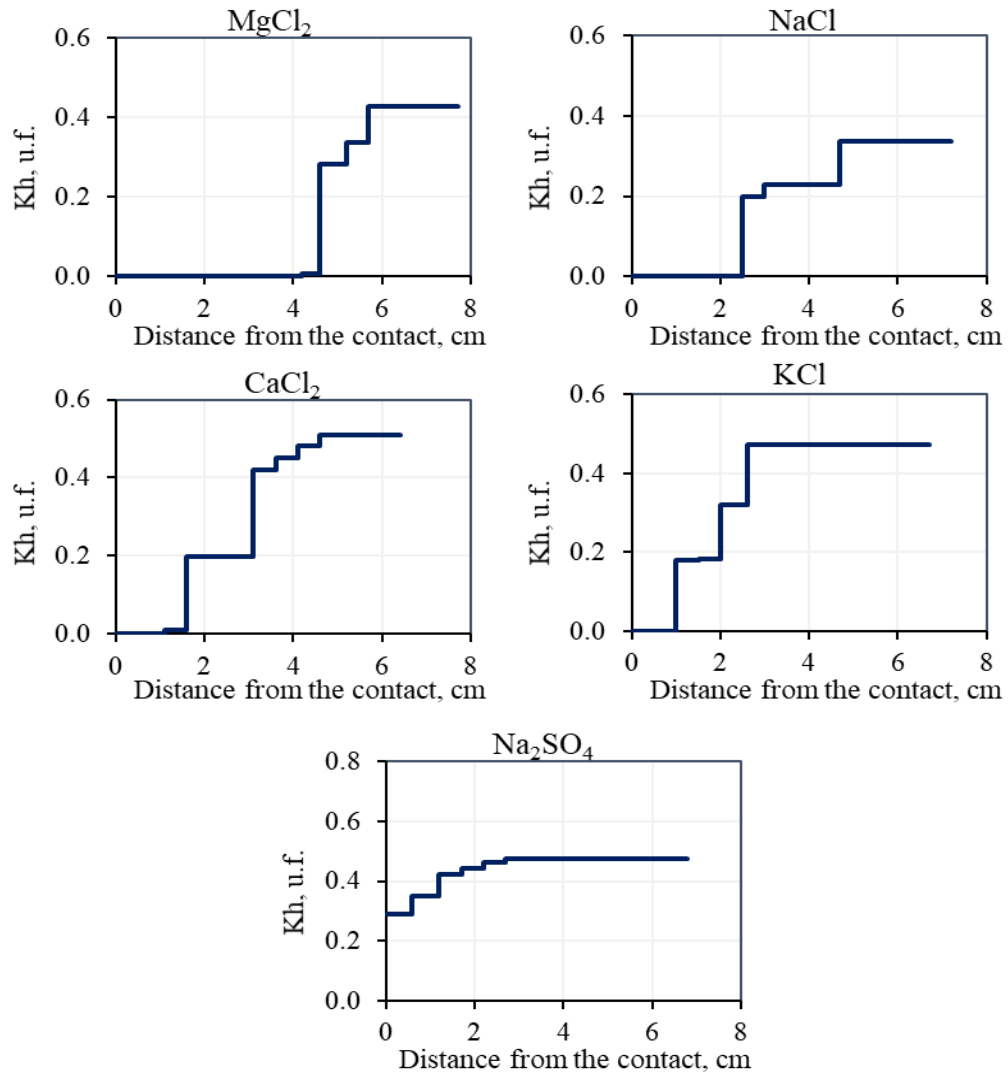 MgCl₂
0.6
0.4
0.2
0.0
Kh, u.f.
0 2 4 6 8
Distance from the contact, cm
NaCl
0.6
0.4
0.2
0.0
Kh, u.f.
0 2 4 6 8
Distance from the contact, cm
CaCl₂
0.6
0.4
0.2
0.0
Kh, u.f.
0 2 4 6 8
Distance from the contact, cm
KCl
0.6
0.4
0.2
0.0
Kh, u.f.
0 2 4 6 8
Distance from the contact, cm
Na₂SO₄
0.8
0.6
0.4
0.2
0.0
Kh, u.f.
0 2 4 6 8
Distance from the contact, cm